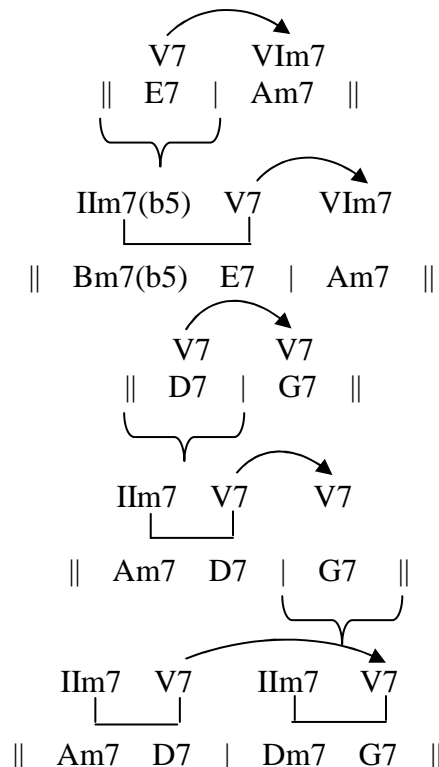 V7 VIm7
|| E7 | Am7 ||
IIm7(b5) V7 VIm7
|| Bm7(b5) E7 | Am7 ||
V7 V7
|| D7 | G7 ||
IIm7 V7 V7
|| Am7 D7 | G7 ||
IIm7 V7 IIm7 V7
|| Am7 D7 | Dm7 G7 ||